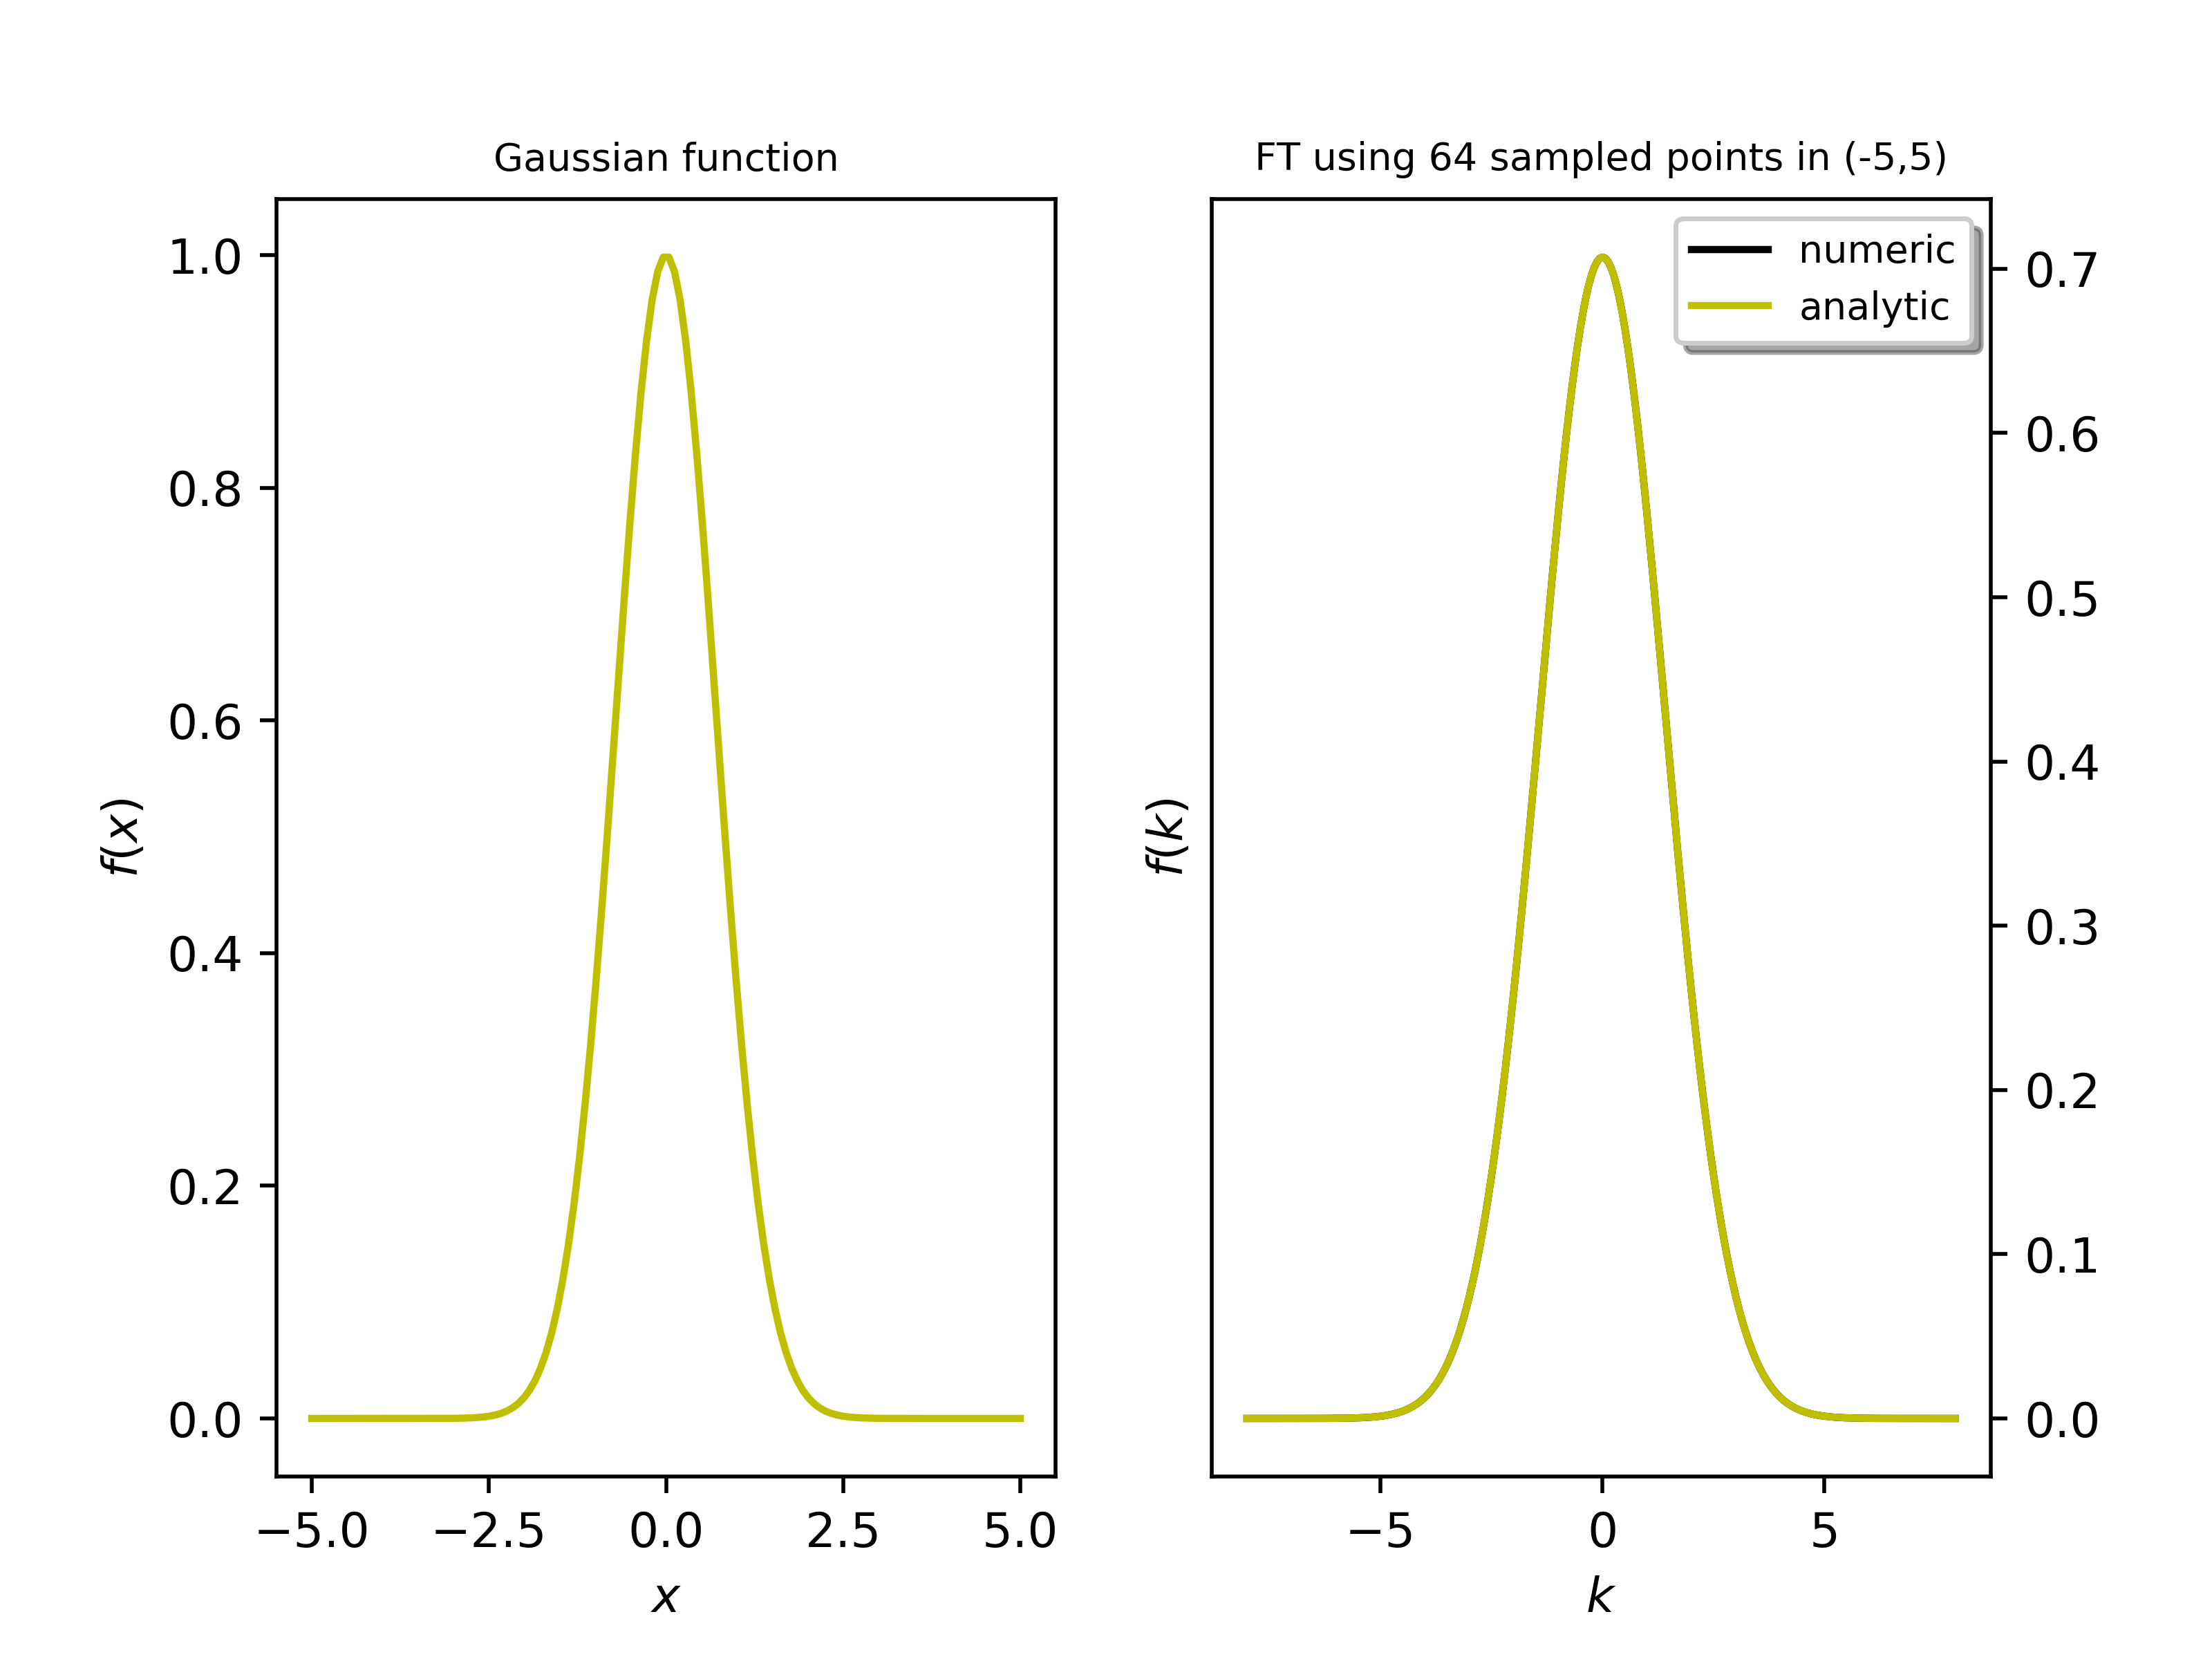 Gaussian function
1.0
0.8
0.6
0.4
0.2
0.0
f(x)
−5.0 −2.5 0.0 2.5 5.0
x
FT using 64 sampled points in (-5,5)
numeric
analytic
f(k)
0.7
0.6
0.5
0.4
0.3
0.2
0.1
0.0
−5 0 5
k